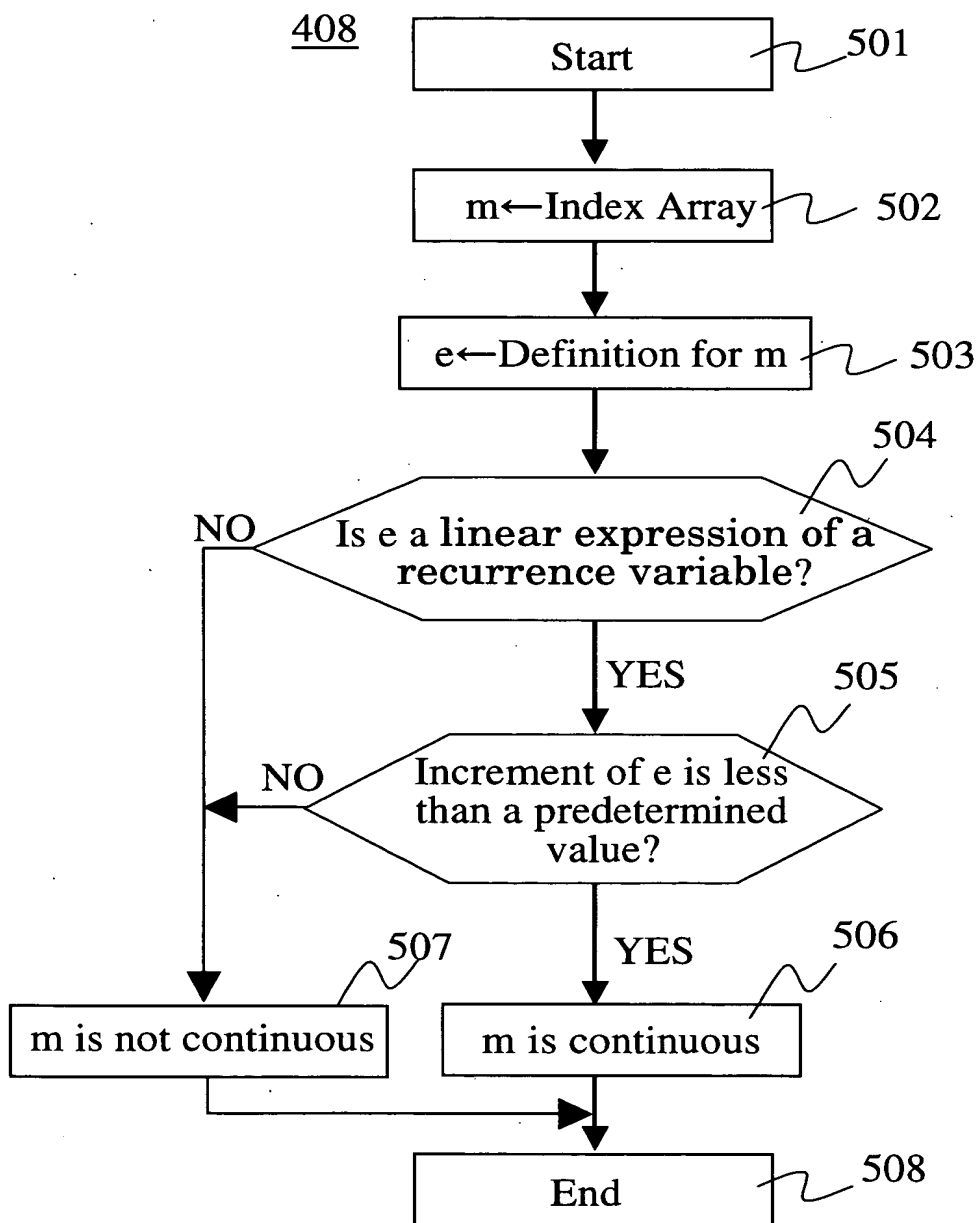 408
Start
501
m←Index Array
502
e←Definition for m
503
504
NO
Is e a linear expression of a
recurrence variable?
YES
505
NO
Increment of e is less
than a predetermined
value?
YES
507
506
m is not continuous
m is continuous
End
508